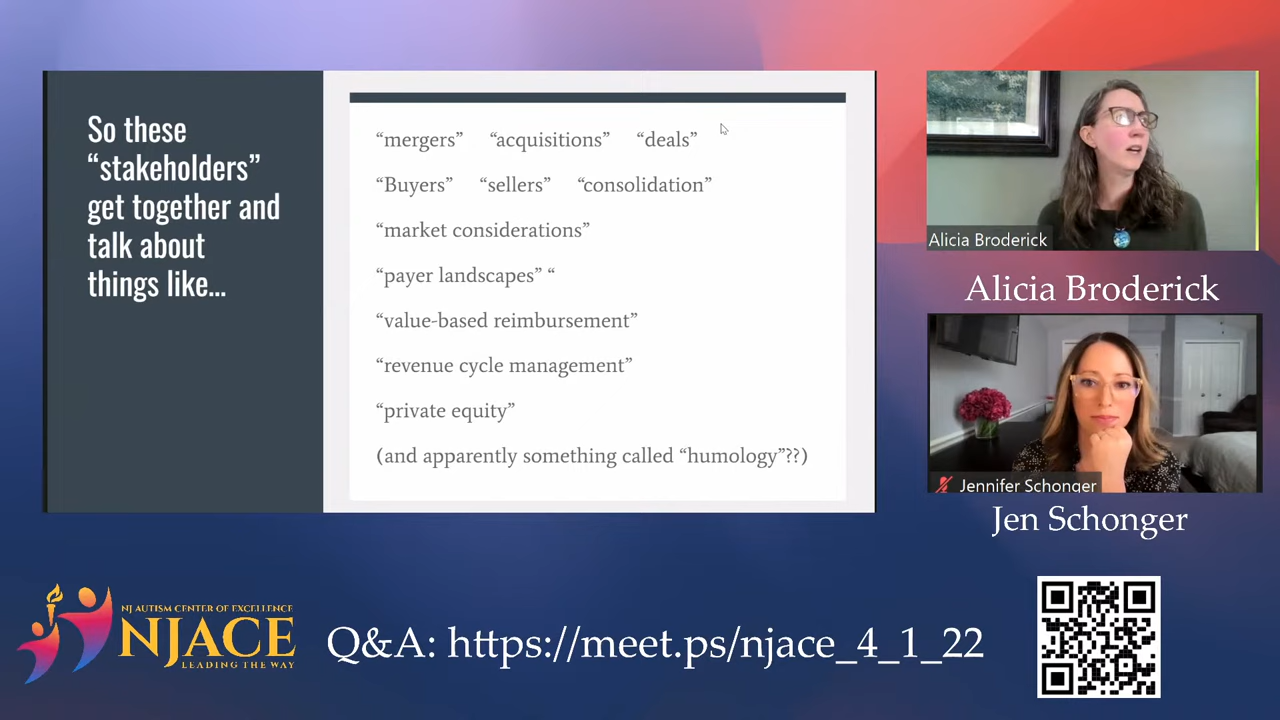 So these
“stakeholders”
get together and
talk about
things like...
“mergers” “acquisitions” “deals”
“Buyers” “sellers” “consolidation”
“market considerations”
“payer landscapes” “
“value-based reimbursement”
“revenue cycle management”
“private equity”
(and apparently something called “humology”??)
Alicia Broderick
Alicia Broderick
Jennifer Schonger
Jen Schonger
NJ AUTISM CENTER OF EXCELLENCE
NJACE
LEADING THE WAY
Q&A: https://meet.ps/njace_4_1_22